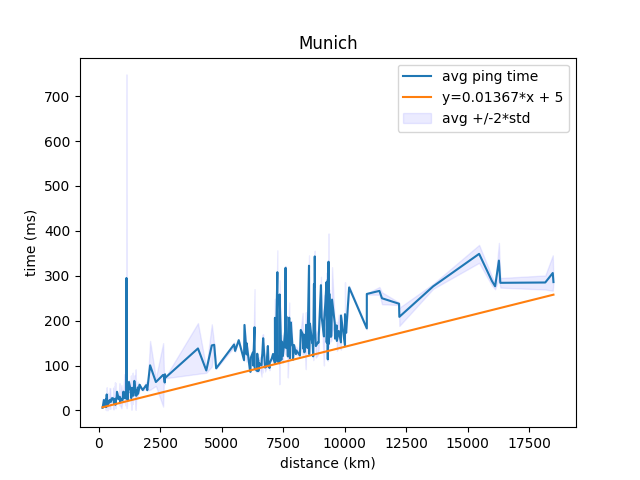 Munich
avg ping time
y=0.01367*x + 5
avg +/-2*std
time (ms)
700
600
500
400
300
200
100
0
0 2500 5000 7500 10000 12500 15000 17500
distance (km)